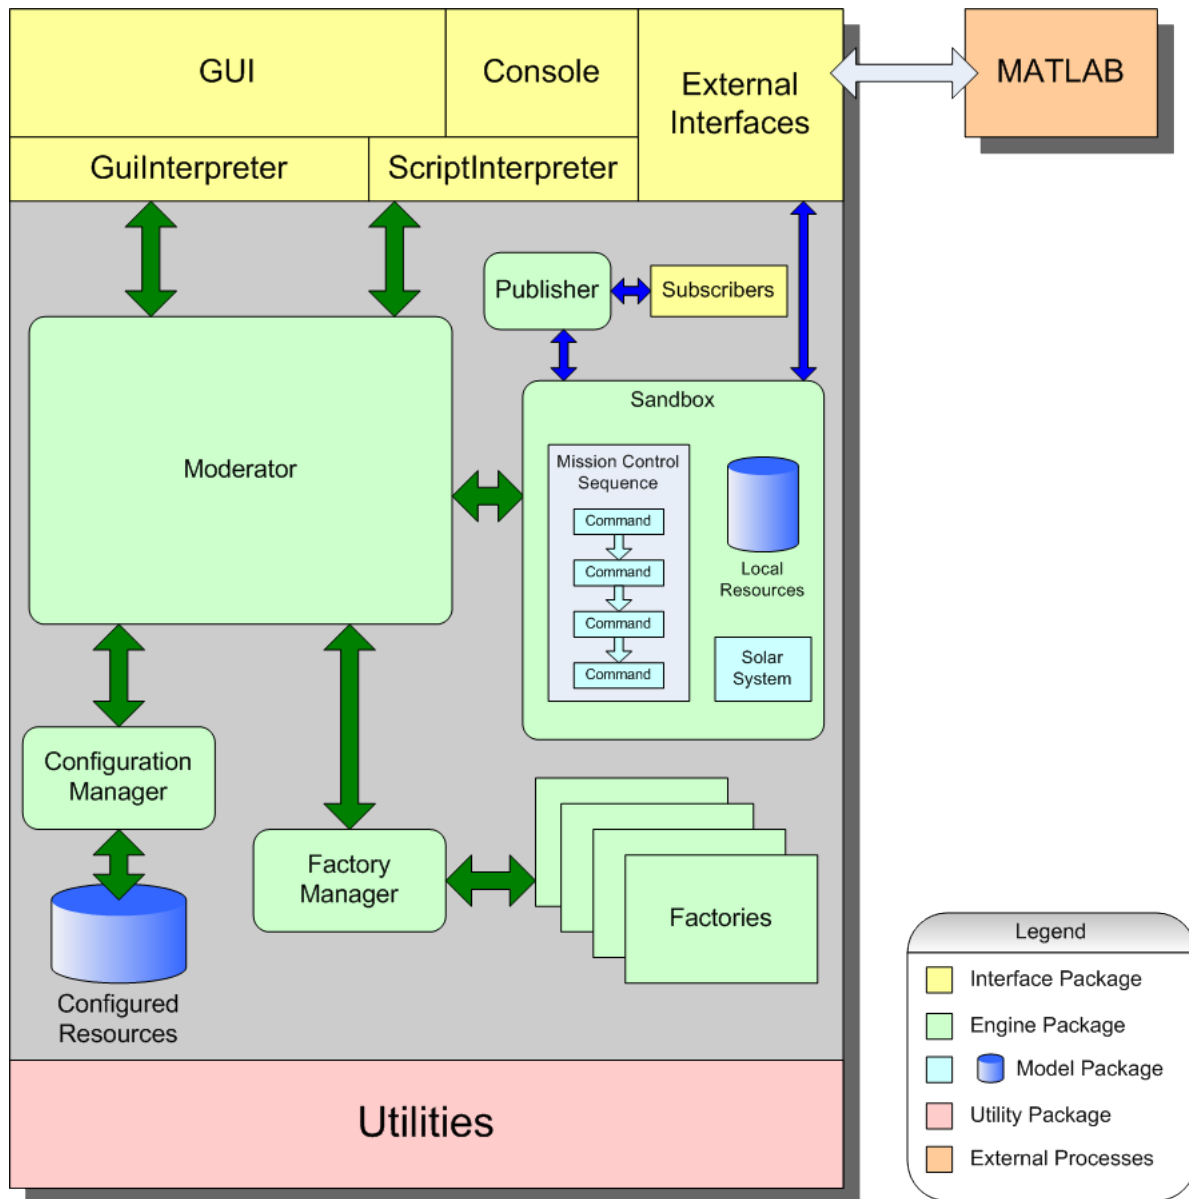 GUI
Console
External
Interfaces
MATLAB
GuiInterpreter
ScriptInterpreter
Publisher
Subscribers
Moderator
Sandbox
Mission Control
Sequence
Command
Command
Command
Command
Local
Resources
Solar
System
Configuration
Manager
Factory
Manager
Factories
Configured
Resources
Utilities
Legend
Interface Package
Engine Package
Model Package
Utility Package
External Processes